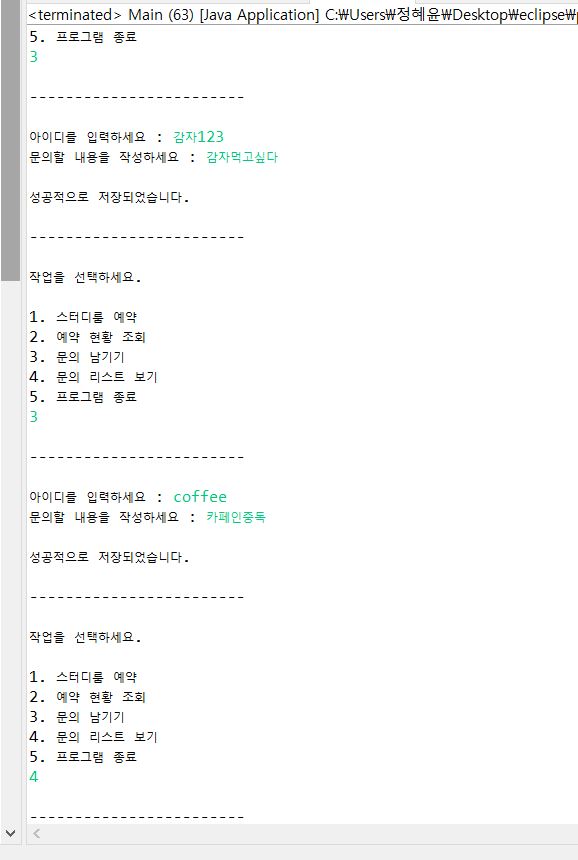 <terminated> Main (63) [Java Application] C:₩Users₩정혜윤₩Desktop₩eclipse₩
5. 프로그램 종료
3
------------------------
아이디를 입력하세요 : 감자123
문의할 내용을 작성하세요 : 감자먹고싶다
성공적으로 저장되었습니다.
------------------------
작업을 선택하세요.
1. 스터디룸 예약
2. 예약 현황 조회
3. 문의 남기기
4. 문의 리스트 보기
5. 프로그램 종료
3
------------------------
아이디를 입력하세요 : coffee
문의할 내용을 작성하세요 : 카페인중독
성공적으로 저장되었습니다.
------------------------
작업을 선택하세요.
1. 스터디룸 예약
2. 예약 현황 조회
3. 문의 남기기
4. 문의 리스트 보기
5. 프로그램 종료
4
------------------------